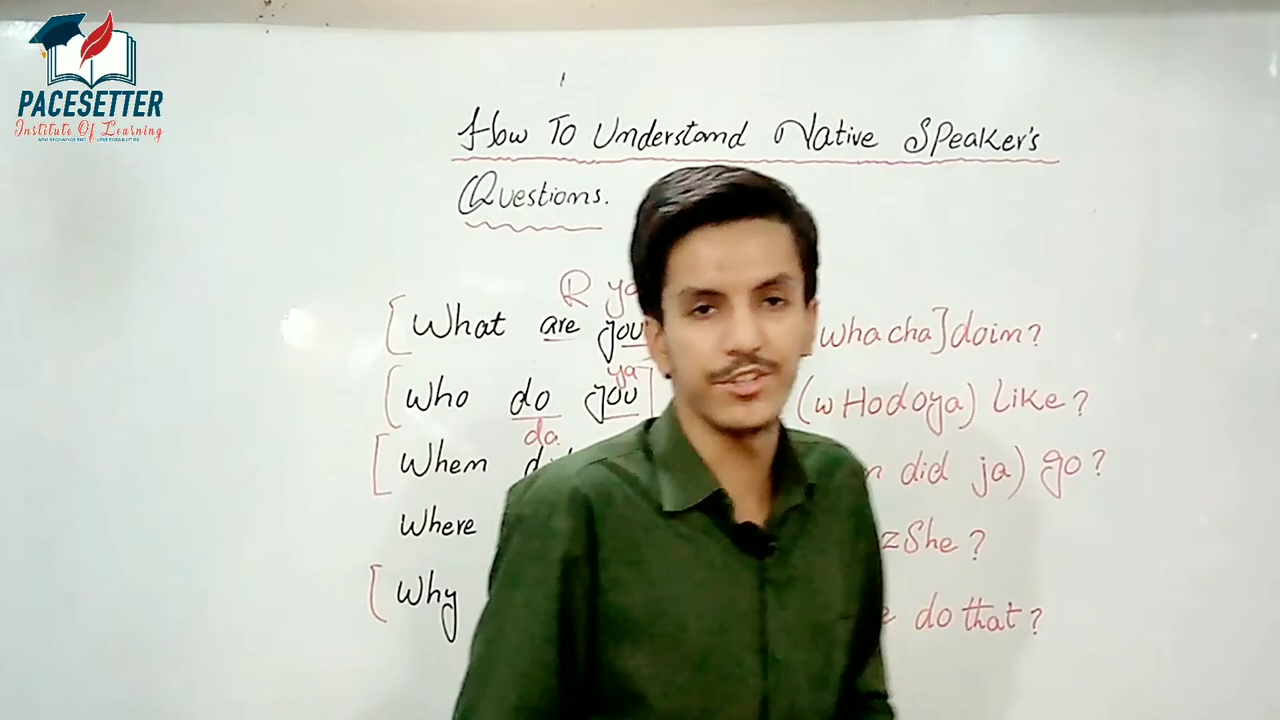 PACESETTER
Institute Of Learning
How To Understand Native Speaker's
Questions.
R ya
[What are you whacha]doin?
ya
[Who do you] (wHodoya) Like?
da
[When did ja) go?
Where zShe?
[Why do that?